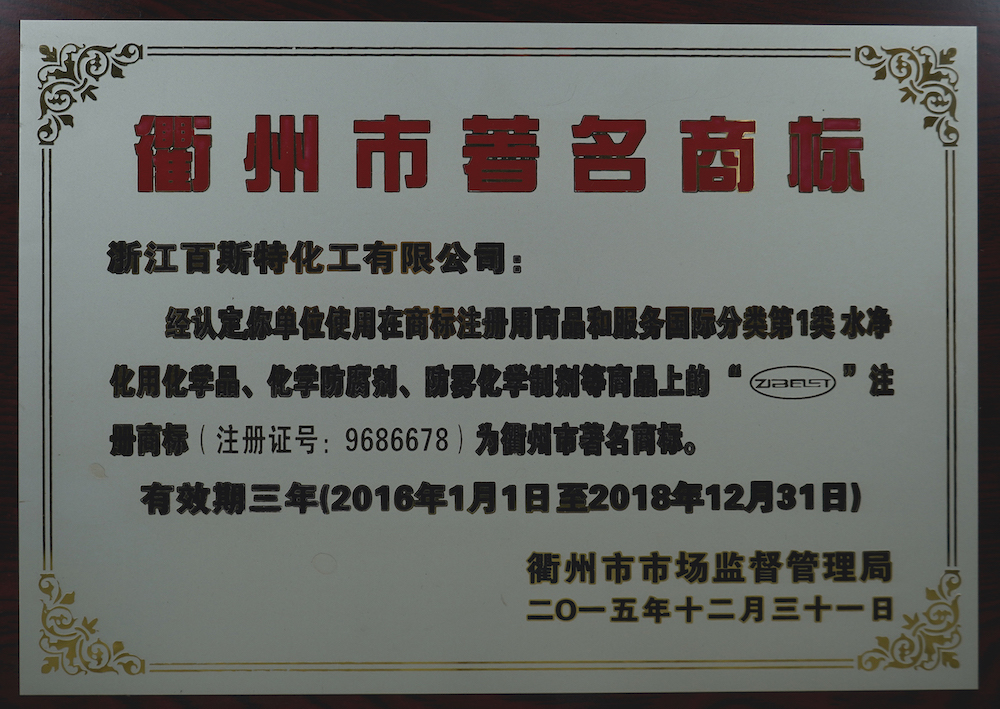 衢州市著名商标
浙江百斯特化工有限公司：
经认定你单位使用在商标注册用商品和服务国际分类第1类 水净
化用化学品、化学防腐剂、防雾化学制剂等商品上的“ZJBEST”注
册商标（注册证号：9686678）为衢州市著名商标。
有效期三年(2016年1月1日至2018年12月31日)
衢州市市场监督管理局
二〇一五年十二月三十一日